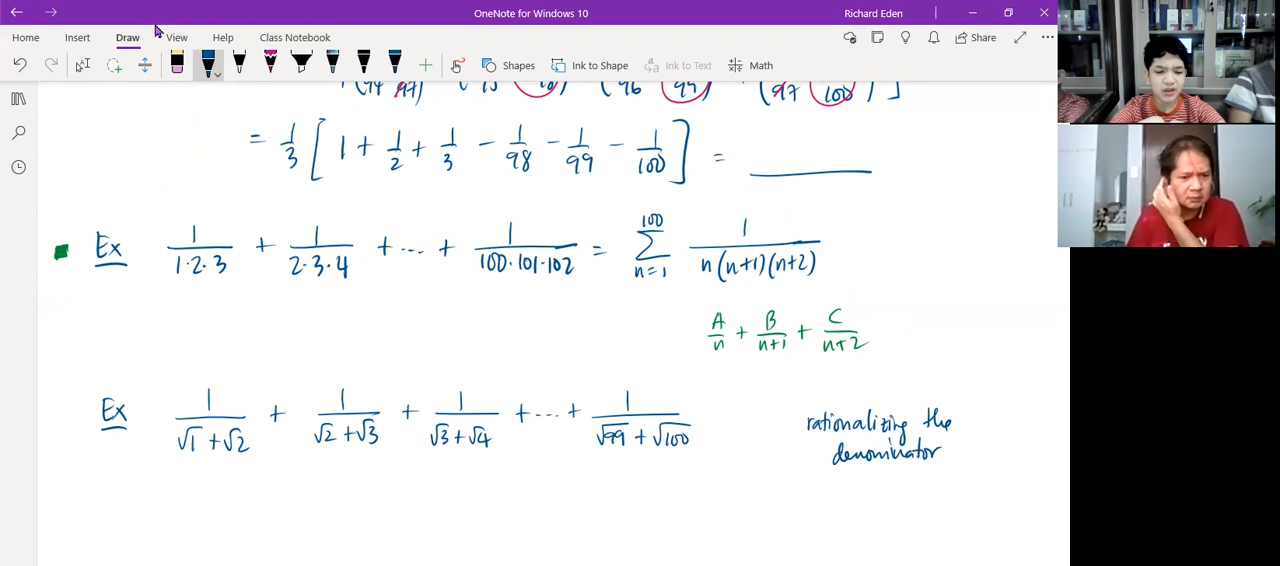 OneNote for Windows 10
Richard Eden
Home Insert Draw View Help Class Notebook
Share
Shapes Ink to Shape Ink to Text Math
= 1/3 [ 1 + 1/2 + 1/3 - 1/98 - 1/99 - 1/100 ] = ______
Ex 1/(1·2·3) + 1/(2·3·4) + ... + 1/(100·101·102) = ∑_{n=1}^{100} 1/(n(n+1)(n+2))
A/n + B/(n+1) + C/(n+2)
Ex 1/(√1+√2) + 1/(√2+√3) + 1/(√3+√4) + ... + 1/(√99+√100)
rationalizing the
denominator